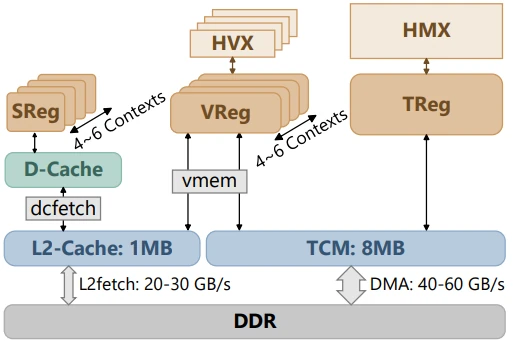 HVX
HMX
SReg
4~6 Contexts
VReg
4~6 Contexts
TReg
D-Cache
dcfetch
vmem
L2-Cache: 1MB
TCM: 8MB
L2fetch: 20-30 GB/s
DMA: 40-60 GB/s
DDR